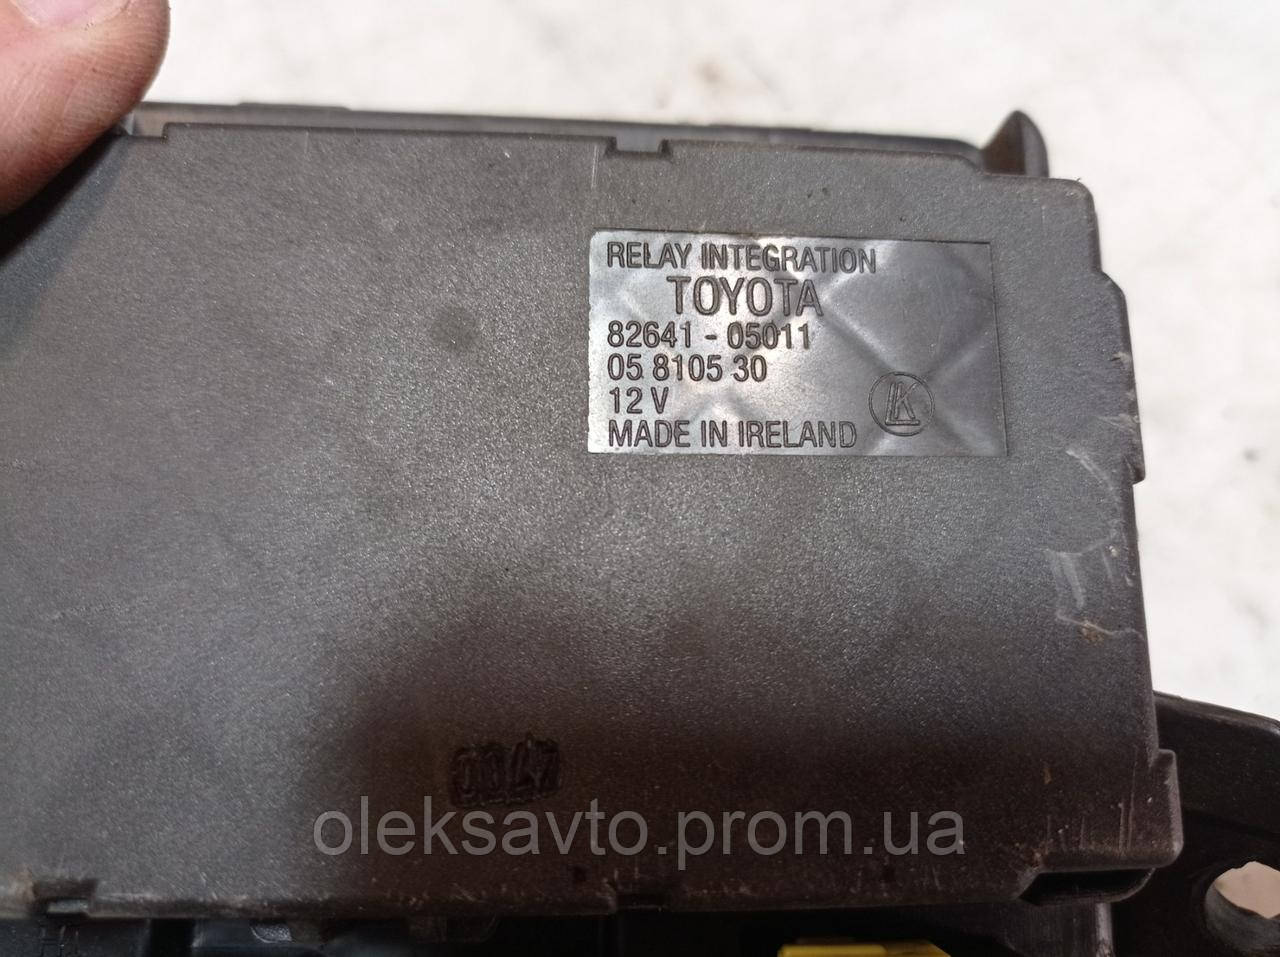 RELAY INTEGRATION
TOYOTA
82641 - 05011
05 8105 30
12 V
MADE IN IRELAND
oleksavto.prom.ua